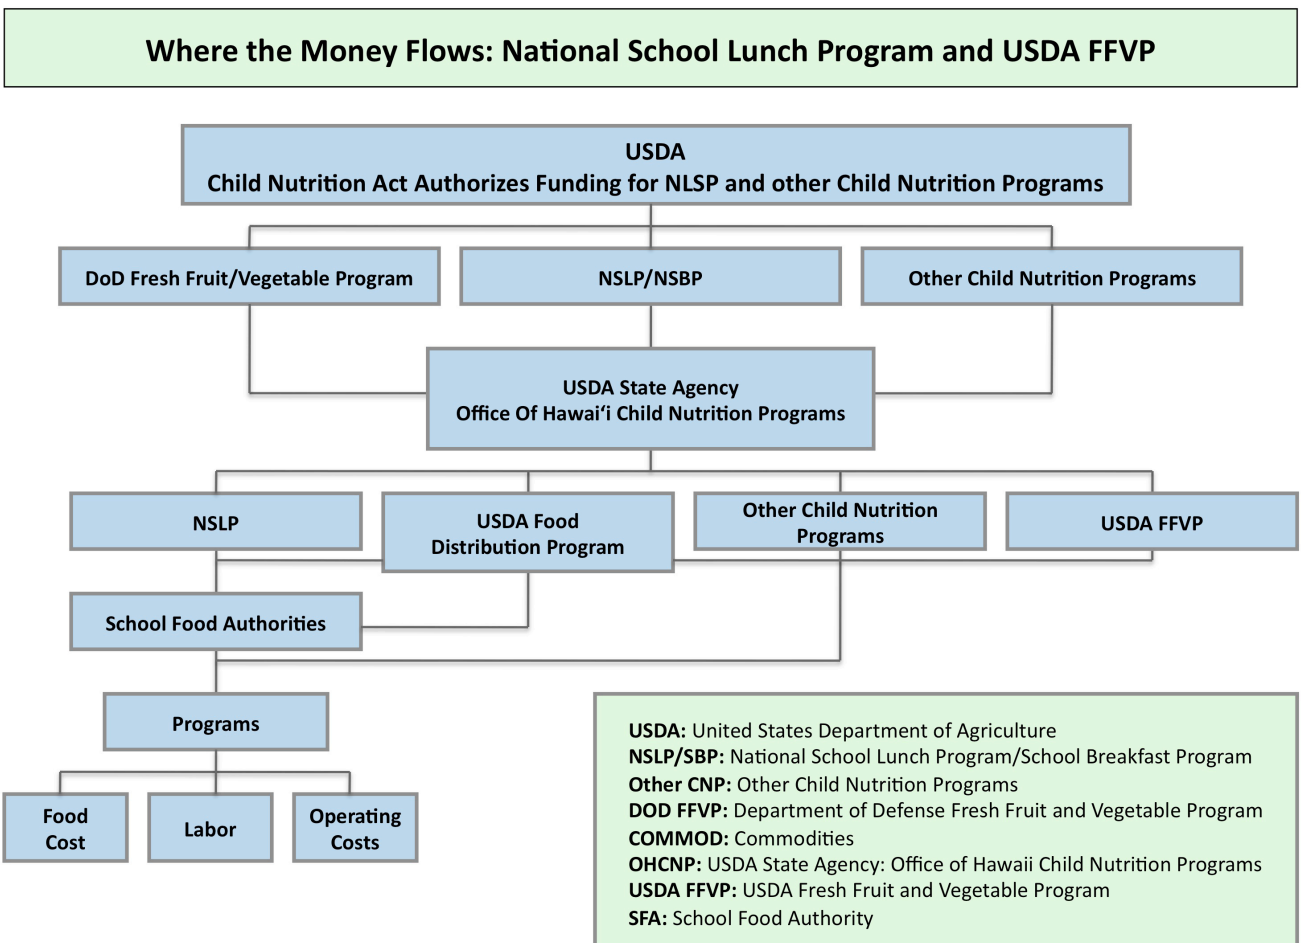 Where the Money Flows: National School Lunch Program and USDA FFVP
USDA
Child Nutrition Act Authorizes Funding for NLSP and other Child Nutrition Programs
DoD Fresh Fruit/Vegetable Program
NSLP/NSBP
Other Child Nutrition Programs
USDA State Agency
Office Of Hawai‘i Child Nutrition Programs
NSLP
USDA Food
Distribution Program
Other Child Nutrition
Programs
USDA FFVP
School Food Authorities
Programs
Food
Cost
Labor
Operating
Costs
USDA: United States Department of Agriculture
NSLP/SBP: National School Lunch Program/School Breakfast Program
Other CNP: Other Child Nutrition Programs
DOD FFVP: Department of Defense Fresh Fruit and Vegetable Program
COMMOD: Commodities
OHCNP: USDA State Agency: Office of Hawaii Child Nutrition Programs
USDA FFVP: USDA Fresh Fruit and Vegetable Program
SFA: School Food Authority